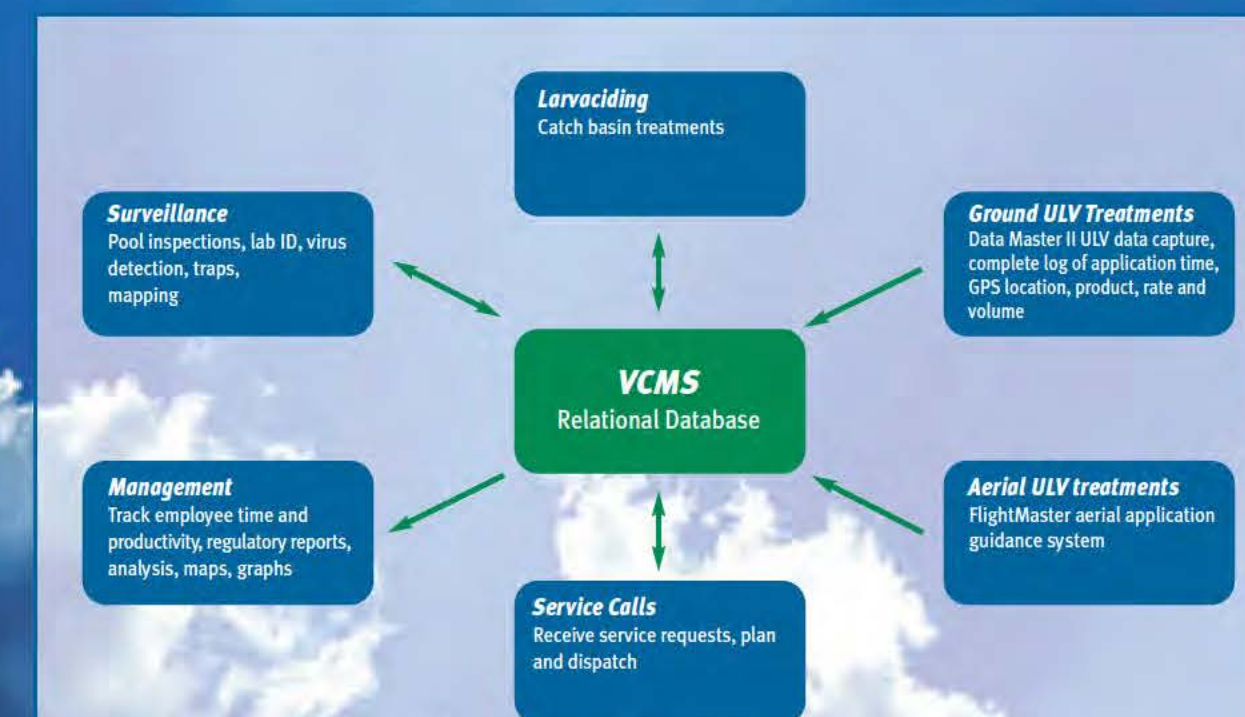 Larvaciding
Catch basin treatments
Surveillance
Pool inspections, lab ID, virus
detection, traps,
mapping
Ground ULV Treatments
Data Master II ULV data capture,
complete log of application time,
GPS location, product, rate and
volume
VCMS
Relational Database
Management
Track employee time and
productivity, regulatory reports,
analysis, maps, graphs
Aerial ULV treatments
FlightMaster aerial application
guidance system
Service Calls
Receive service requests, plan
and dispatch